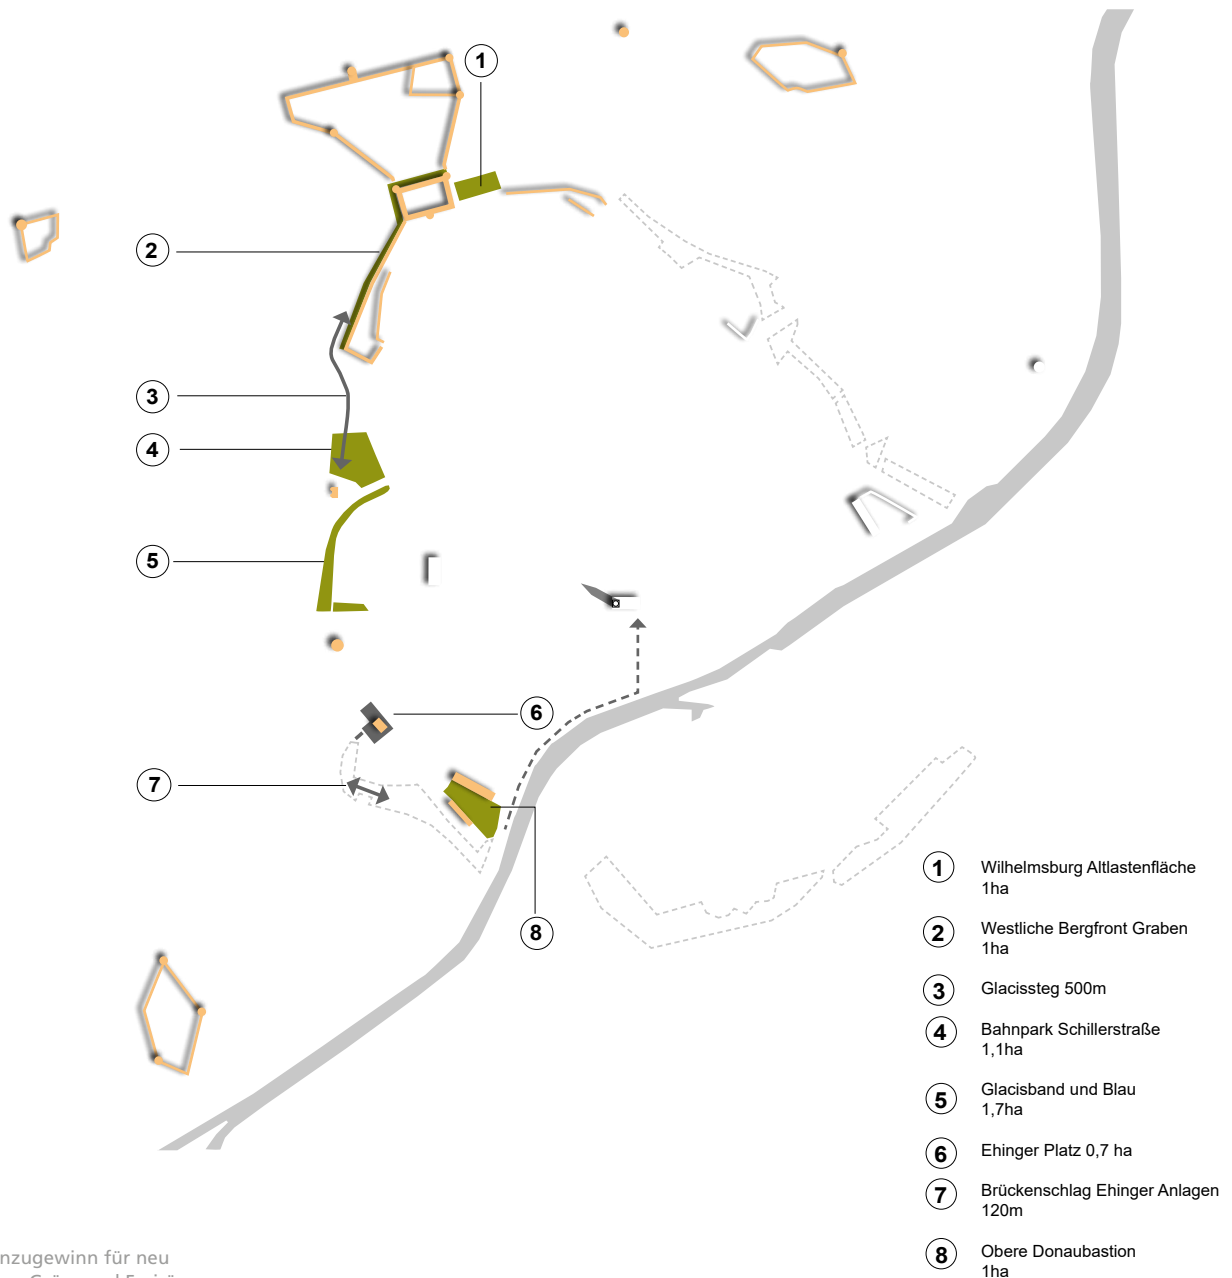 1
2
3
4
5
6
7
8
1 Wilhelmsburg Altlastenfläche
1ha
2 Westliche Bergfront Graben
1ha
3 Glacissteg 500m
4 Bahnpark Schillerstraße
1,1ha
5 Glacisband und Blau
1,7ha
6 Ehinger Platz 0,7 ha
7 Brückenschlag Ehinger Anlagen
120m
8 Obere Donaubastion
1ha
nzugewinn für neu